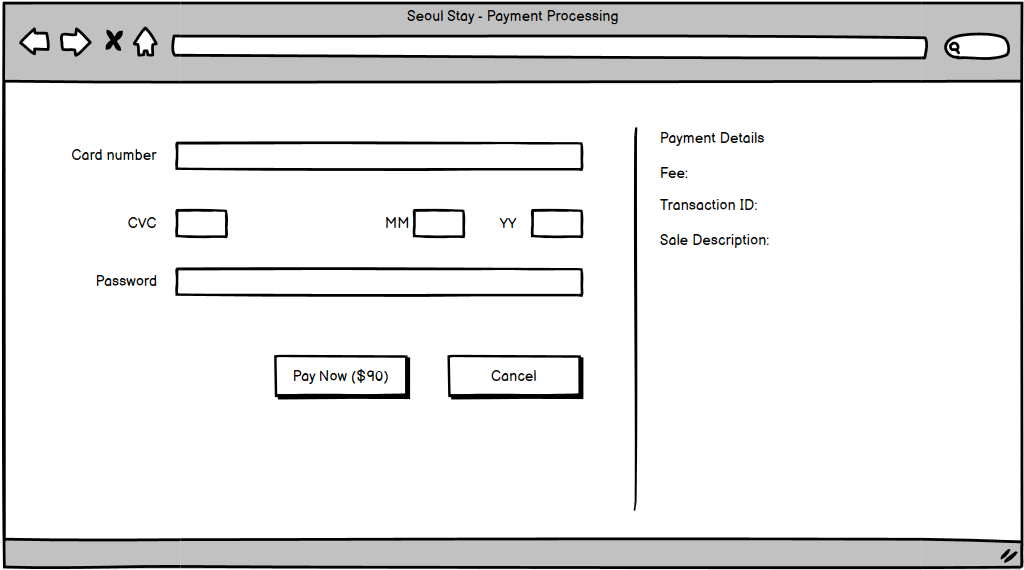 Seoul Stay - Payment Processing
Card number
CVC
MM
YY
Password
Pay Now ($90)
Cancel
Payment Details
Fee:
Transaction ID:
Sale Description: